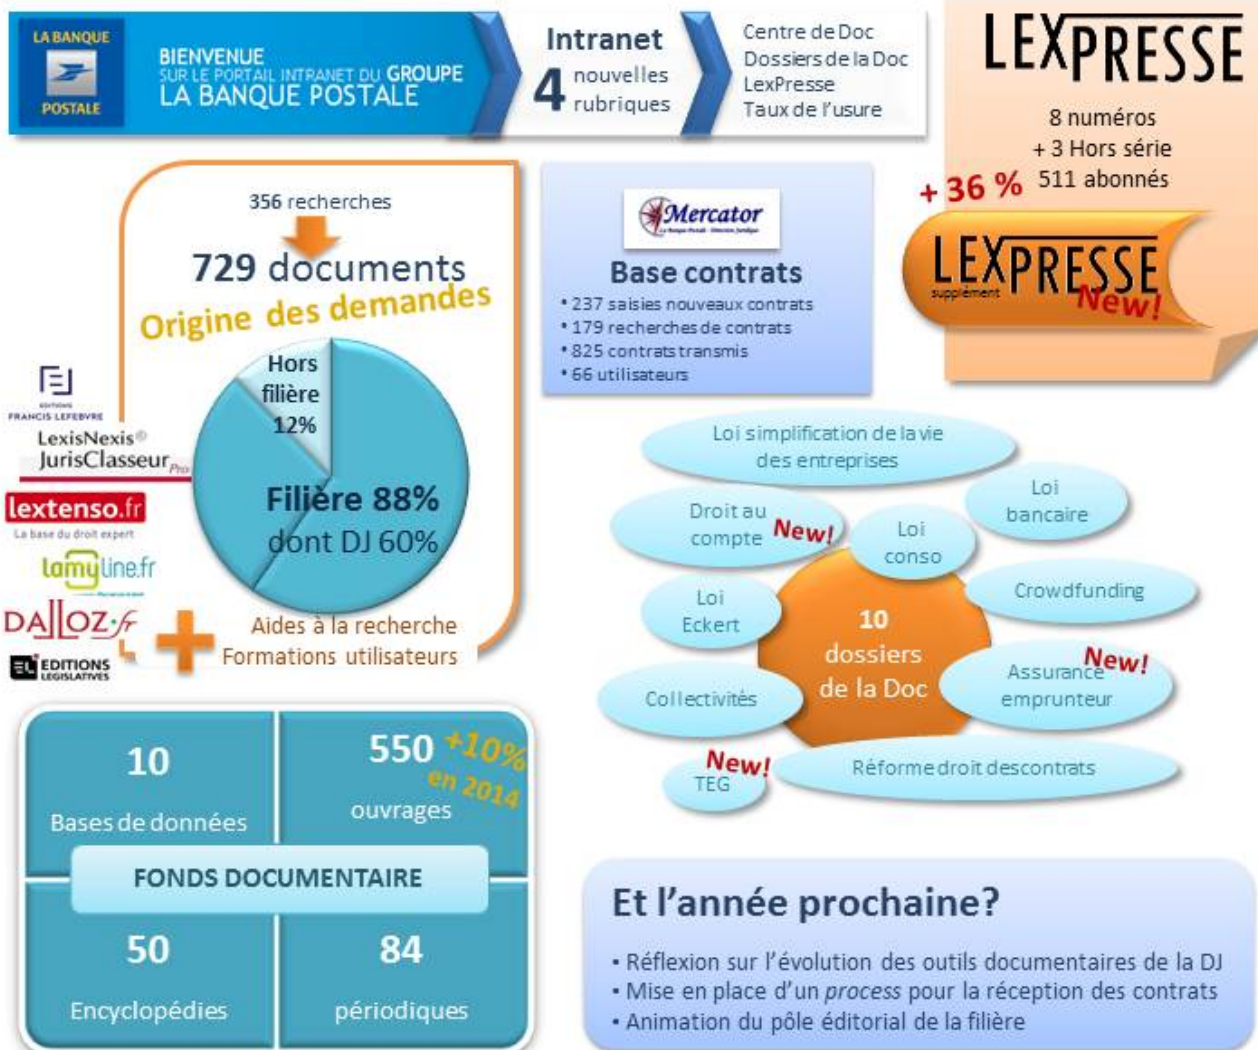 LA BANQUE
POSTALE
BIENVENUE
SUR LE PORTAIL INTRANET DU GROUPE
LA BANQUE POSTALE
Intranet
4 nouvelles
rubriques
Centre de Doc
Dossiers de la Doc
LexPresse
Taux de l'usure
LEXPRESSE
8 numéros
+ 3 Hors série
511 abonnés
+ 36 %
LEXPRESSE
supplément
New!
356 recherches
729 documents
Origine des demandes
Hors
filière
12%
Filière 88%
dont DJ 60%
EDITIONS
FRANCIS LEFEBVRE
LexisNexis®
JurisClasseur Pro
lextenso.fr
La base du droit expert
lamyline.fr
DALLOZ.fr
EDITIONS
LEGISLATIVES
Aides à la recherche
Formations utilisateurs
Mercator
La Banque Postale - Direction Juridique
Base contrats
• 237 saisies nouveaux contrats
• 179 recherches de contrats
• 825 contrats transmis
• 66 utilisateurs
Loi simplification de la vie
des entreprises
Loi
bancaire
Droit au
compte
New!
Loi
conso
Crowdfunding
Loi
Eckert
10
dossiers
de la Doc
Assurance
emprunteur
New!
Collectivités
TEG
New!
Réforme droit des contrats
10
Bases de données
550
ouvrages
+10%
en 2014
FONDS DOCUMENTAIRE
50
Encyclopédies
84
périodiques
Et l'année prochaine?
• Réflexion sur l'évolution des outils documentaires de la DJ
• Mise en place d'un process pour la réception des contrats
• Animation du pôle éditorial de la filière